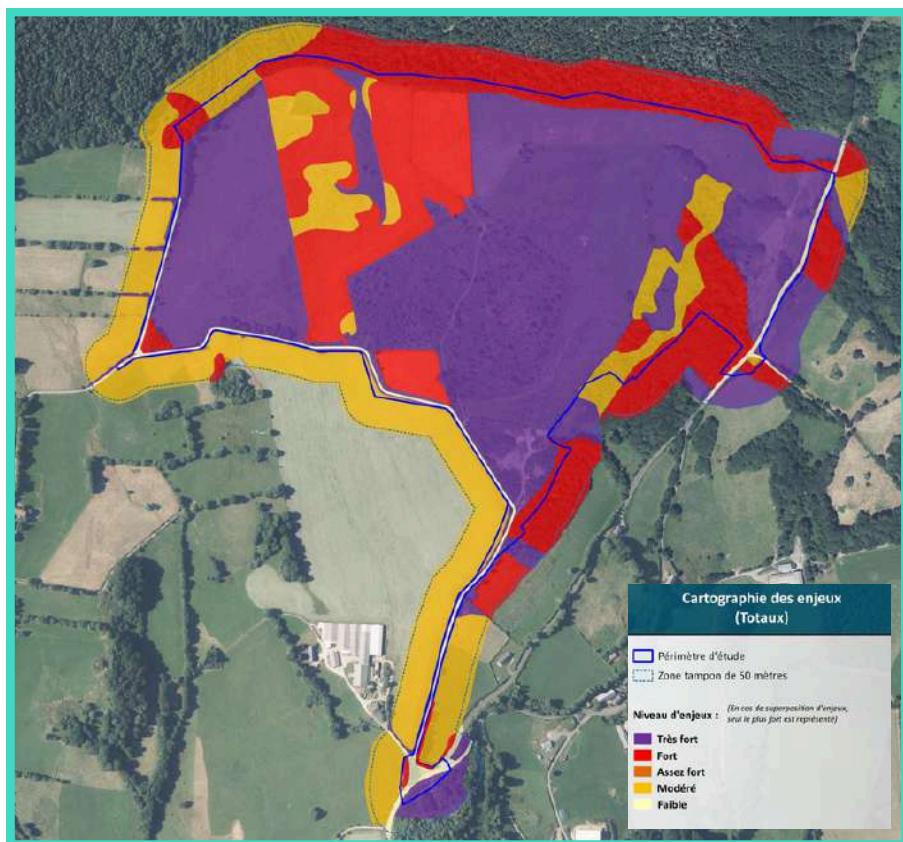 Cartographie des enjeux
(Totaux)
Périmètre d'étude
Zone tampon de 50 mètres
Niveau d'enjeux :
(En cas de superposition d'enjeux,
seul le plus fort est représenté)
Très fort
Fort
Assez fort
Modéré
Faible